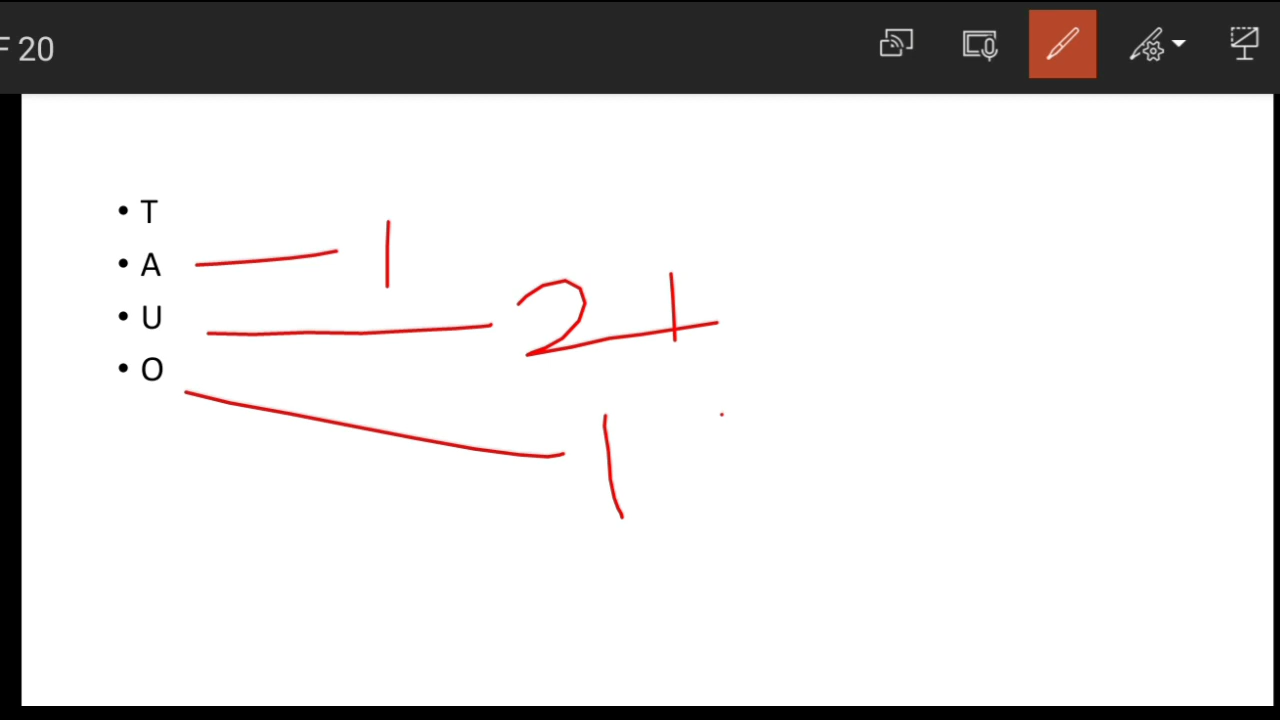 F 20
• T
• A 1
• U 2+
• O 1